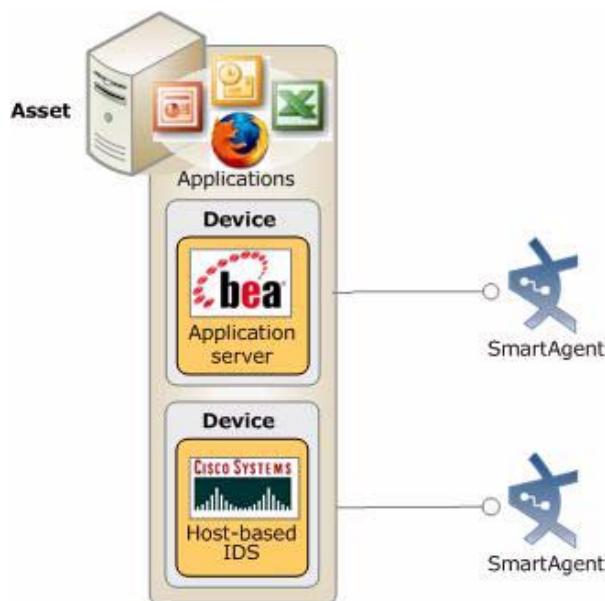 Asset
Applications
Device
bea
Application
server
SmartAgent
Device
CISCO SYSTEMS
Host-based
IDS
SmartAgent